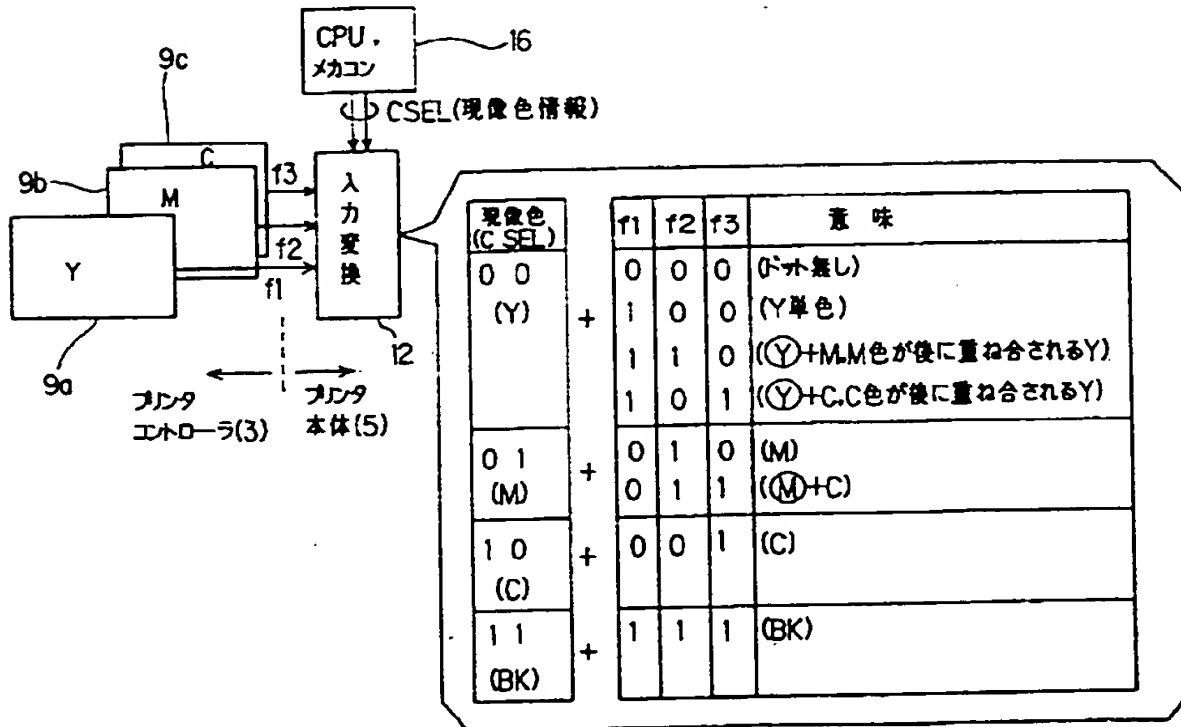 CPU,
メカコン
16
CSEL(現像色情報)
9c
9b
C
M
Y
f3
f2
f1
入力変換
12
9a
プリンタ
コントローラ(3)
プリンタ
本体(5)
現像色
(C SEL)
f1 f2 f3 意味
0 0
(Y)
+
0 0 0 (ドット無し)
1 0 0 (Y単色)
1 1 0 (Ⓨ+M.M色が後に重ね合されるY)
1 0 1 (Ⓨ+C.C色が後に重ね合されるY)
0 1
(M)
+
0 1 0 (M)
0 1 1 (Ⓜ+C)
1 0
(C)
+
0 0 1 (C)
1 1
(BK)
+
1 1 1 (BK)